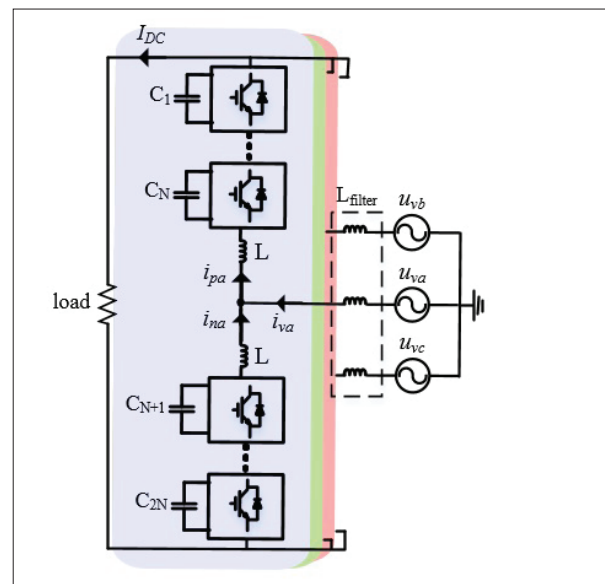 I_DC
C_1
C_N
L_filter
u_vb
L
i_pa
load
i_na
i_va
u_va
L
u_vc
C_N+1
C_2N